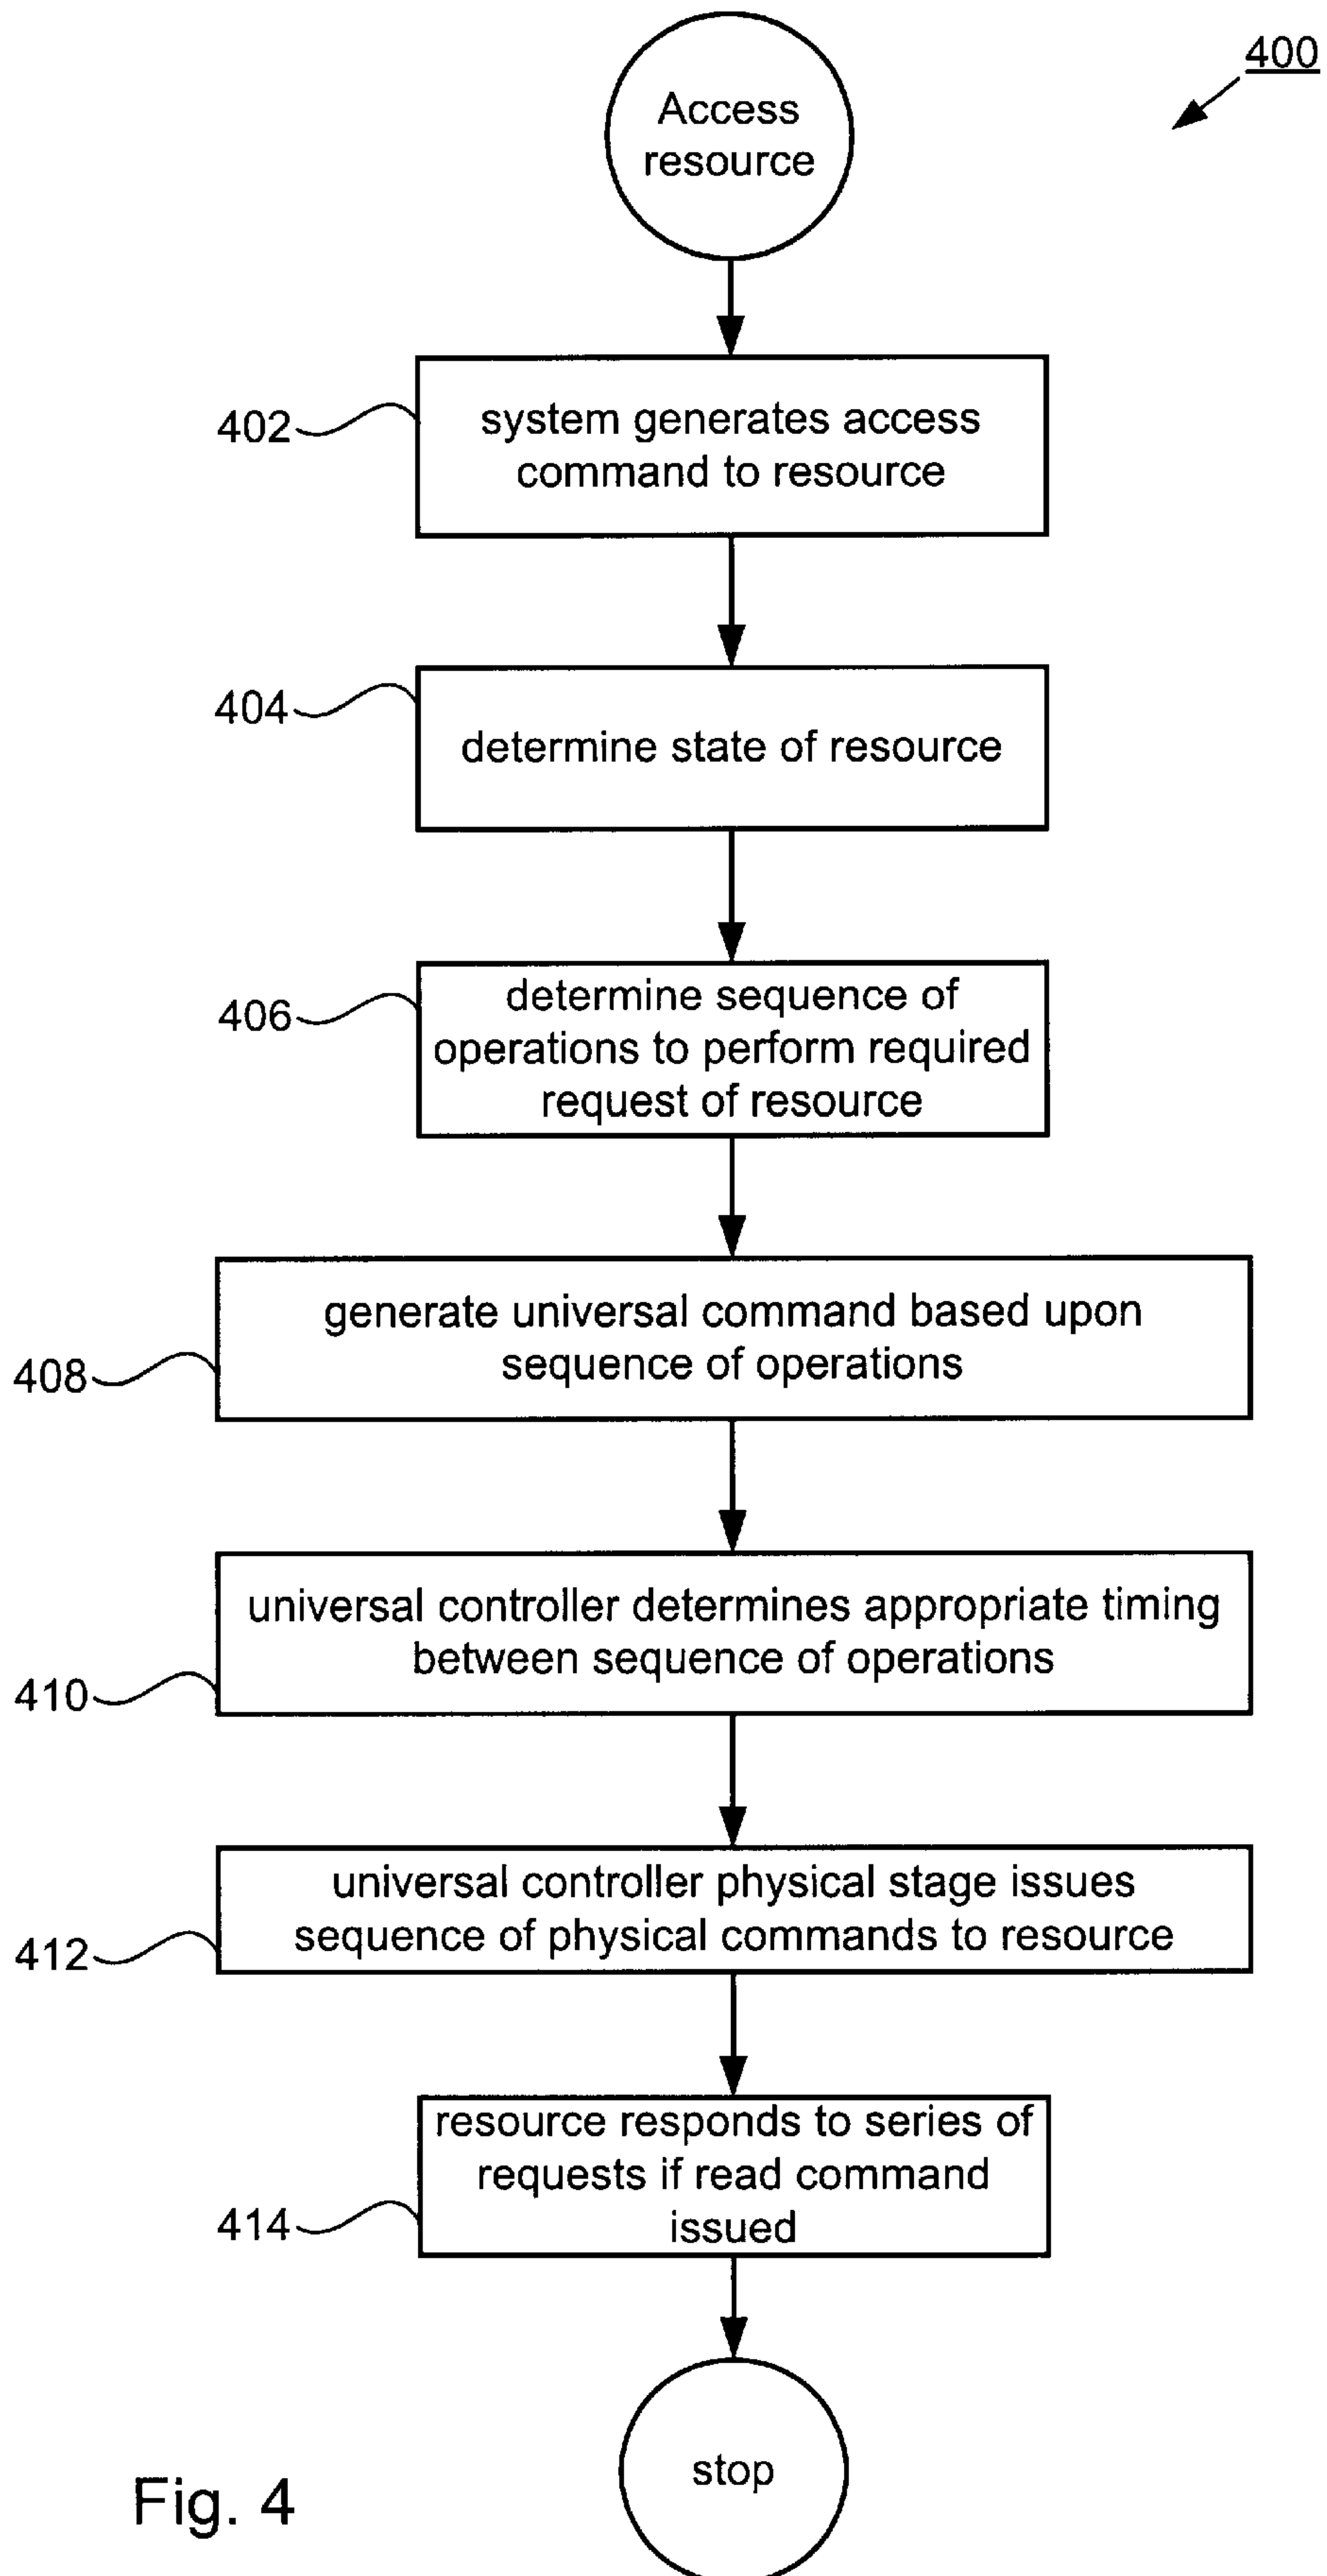 400
Access
resource
402
system generates access
command to resource
404
determine state of resource
406
determine sequence of
operations to perform required
request of resource
408
generate universal command based upon
sequence of operations
410
universal controller determines appropriate timing
between sequence of operations
412
universal controller physical stage issues
sequence of physical commands to resource
414
resource responds to series of
requests if read command
issued
stop
Fig. 4